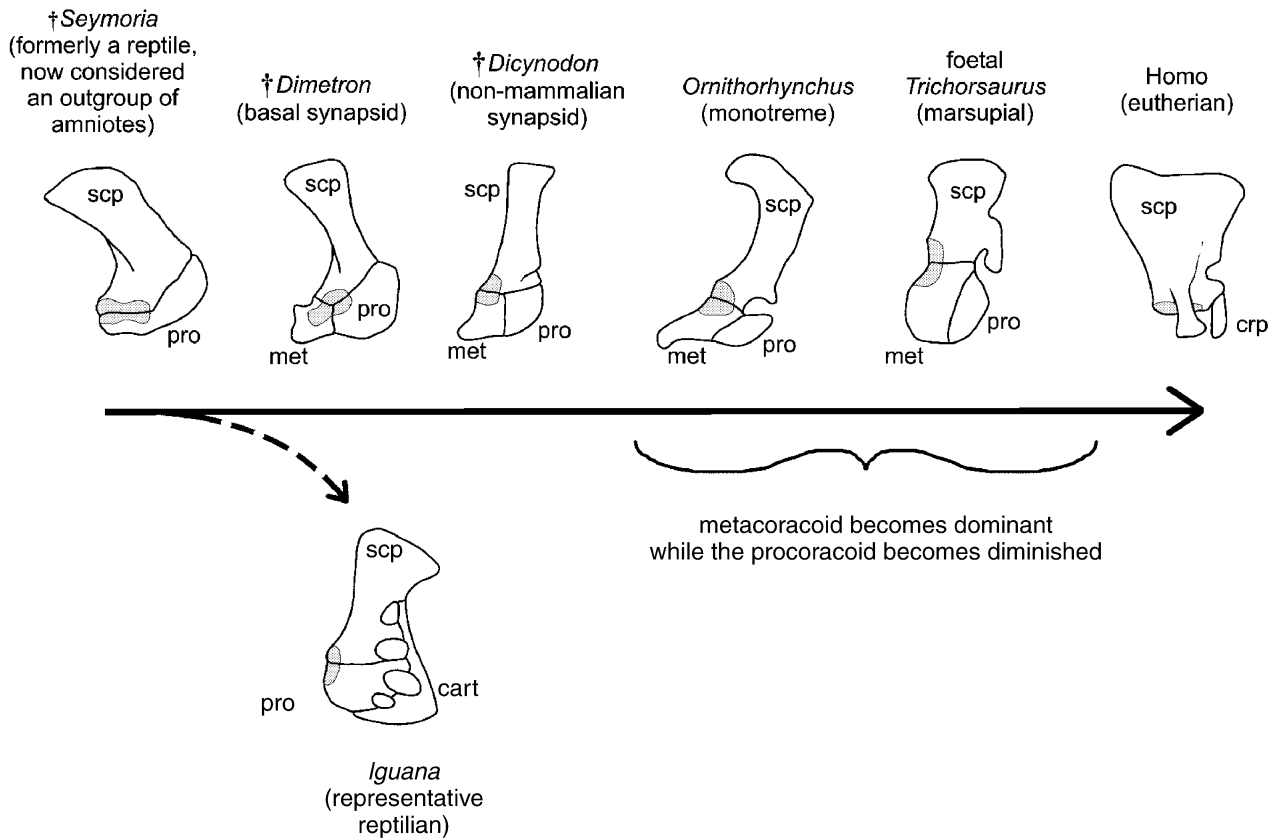 †Seymoria
(formerly a reptile,
now considered
an outgroup of
amniotes)
†Dimetron
(basal synapsid)
†Dicynodon
(non-mammalian
synapsid)
Ornithorhynchus
(monotreme)
foetal
Trichorsaurus
(marsupial)
Homo
(eutherian)
scp
pro
scp
pro
met
scp
met
pro
scp
met
pro
scp
pro
met
scp
crp
metacoracoid becomes dominant
while the procoracoid becomes diminished
scp
pro
cart
Iguana
(representative
reptilian)